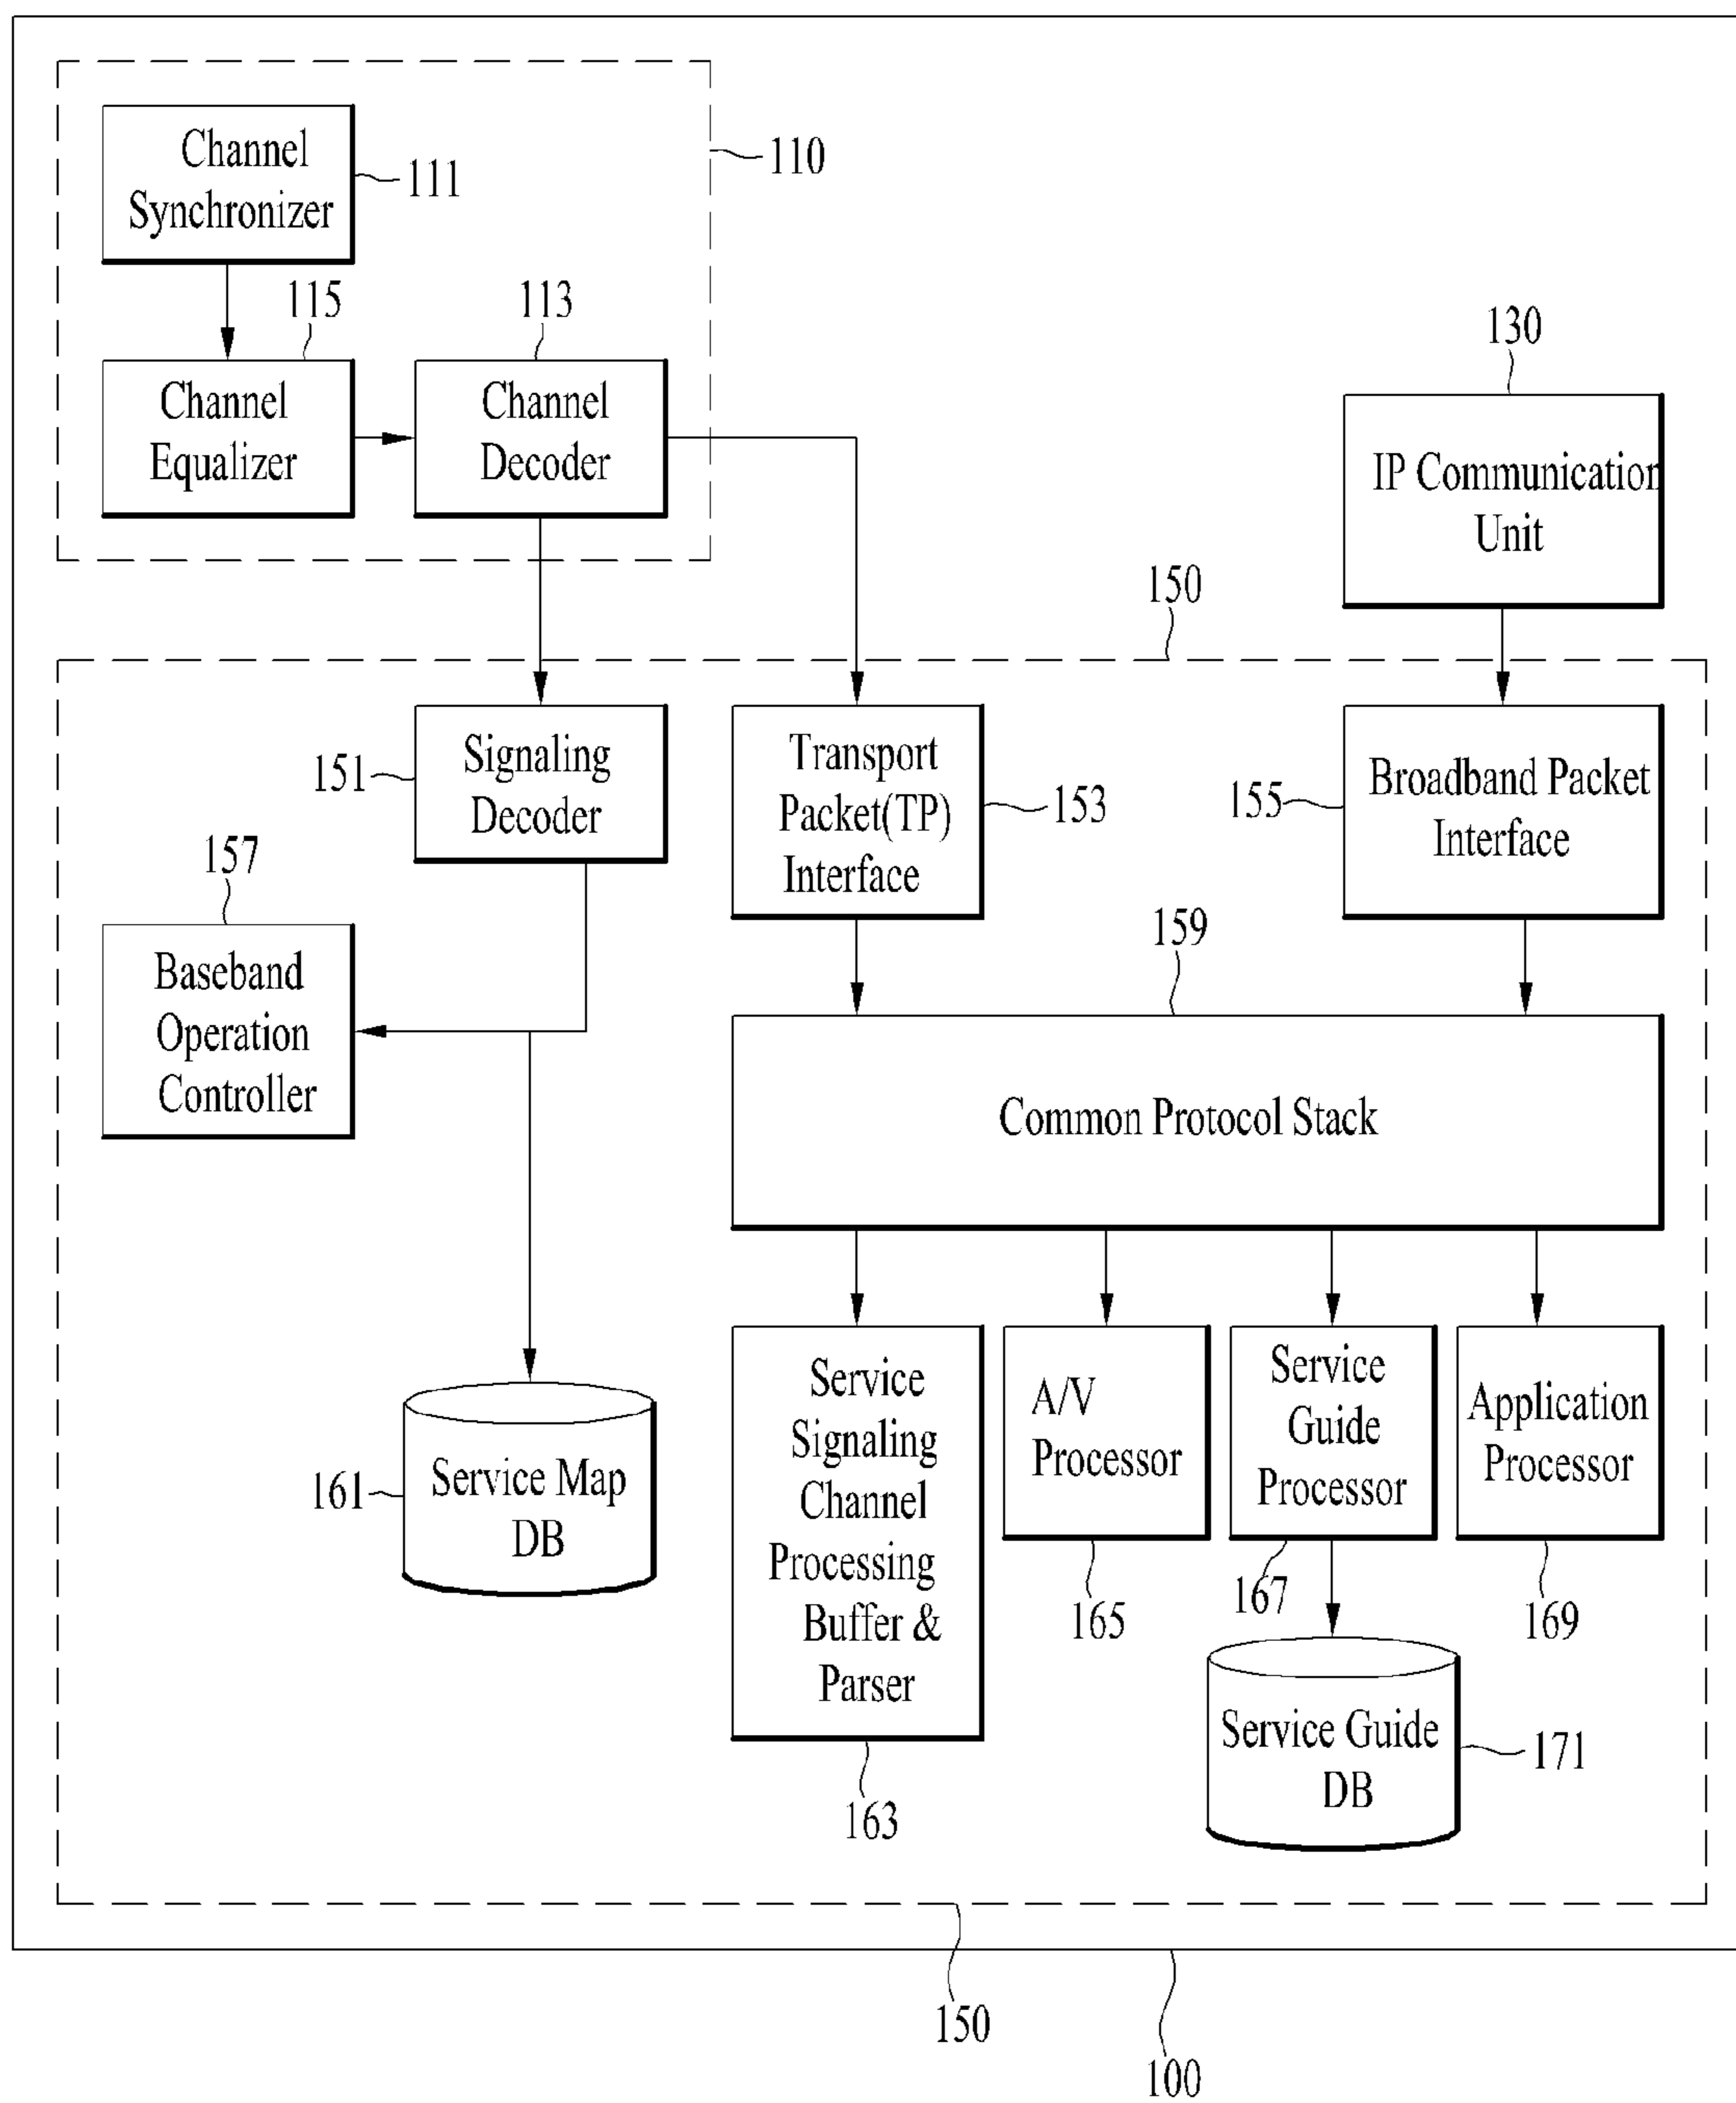 Channel
Synchronizer
111
110
115
113
Channel
Equalizer
Channel
Decoder
130
IP Communication
Unit
150
151
Signaling
Decoder
Transport
Packet(TP)
Interface
153
155
Broadband Packet
Interface
157
Baseband
Operation
Controller
159
Common Protocol Stack
161
Service Map
DB
Service
Signaling
Channel
Processing
Buffer &
Parser
163
A/V
Processor
165
Service
Guide
Processor
167
Application
Processor
169
Service Guide
DB
171
150
100